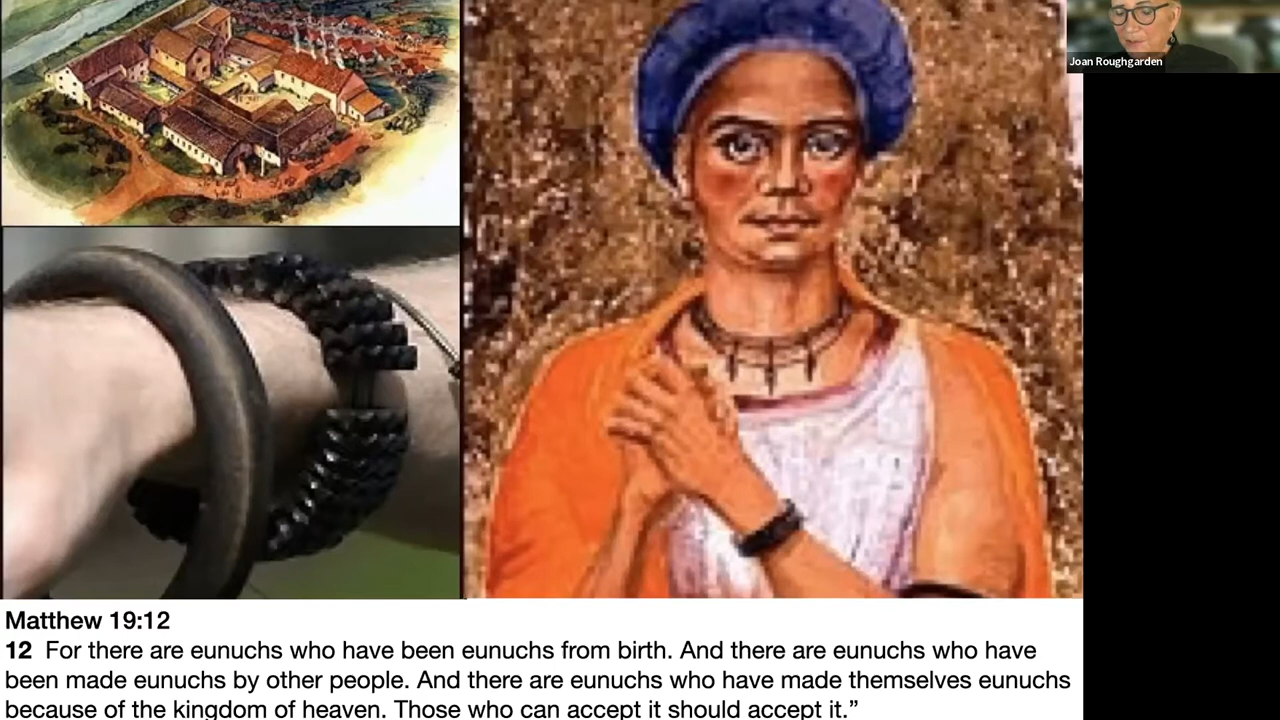 Joan Roughgarden
Matthew 19:12
12 For there are eunuchs who have been eunuchs from birth. And there are eunuchs who have
been made eunuchs by other people. And there are eunuchs who have made themselves eunuchs
because of the kingdom of heaven. Those who can accept it should accept it.”